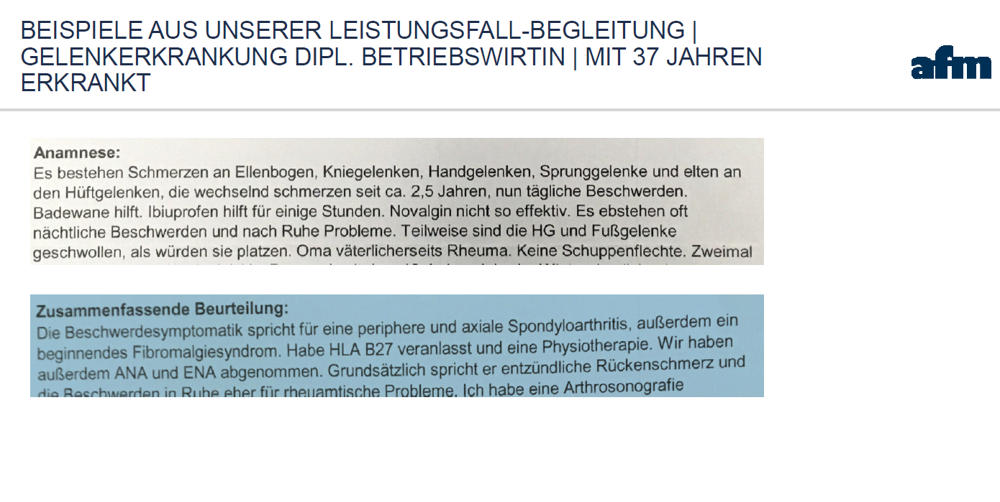 BEISPIELE AUS UNSERER LEISTUNGSFALL-BEGLEITUNG |
GELENKERKRANKUNG DIPL. BETRIEBSWIRTIN | MIT 37 JAHREN
ERKRANKT
afm
Anamnese:
Es bestehen Schmerzen an Ellenbogen, Kniegelenken, Handgelenken, Sprunggelenke und elten an
den Hüftgelenken, die wechselnd schmerzen seit ca. 2,5 Jahren, nun tägliche Beschwerden.
Badewane hilft. Ibiuprofen hilft für einige Stunden. Novalgin nicht so effektiv. Es ebstehen oft
nächtliche Beschwerden und nach Ruhe Probleme. Teilweise sind die HG und Fußgelenke
geschwollen, als würden sie platzen. Oma väterlicherseits Rheuma. Keine Schuppenflechte. Zweimal
Zusammenfassende Beurteilung:
Die Beschwerdesymptomatik spricht für eine periphere und axiale Spondyloarthritis, außerdem ein
beginnendes Fibromalgiesyndrom. Habe HLA B27 veranlasst und eine Physiotherapie. Wir haben
außerdem ANA und ENA abgenommen. Grundsätzlich spricht er entzündliche Rückenschmerz und
die Beschwerden in Ruhe eher für rheuamtische Probleme. Ich habe eine Arthrosonografie